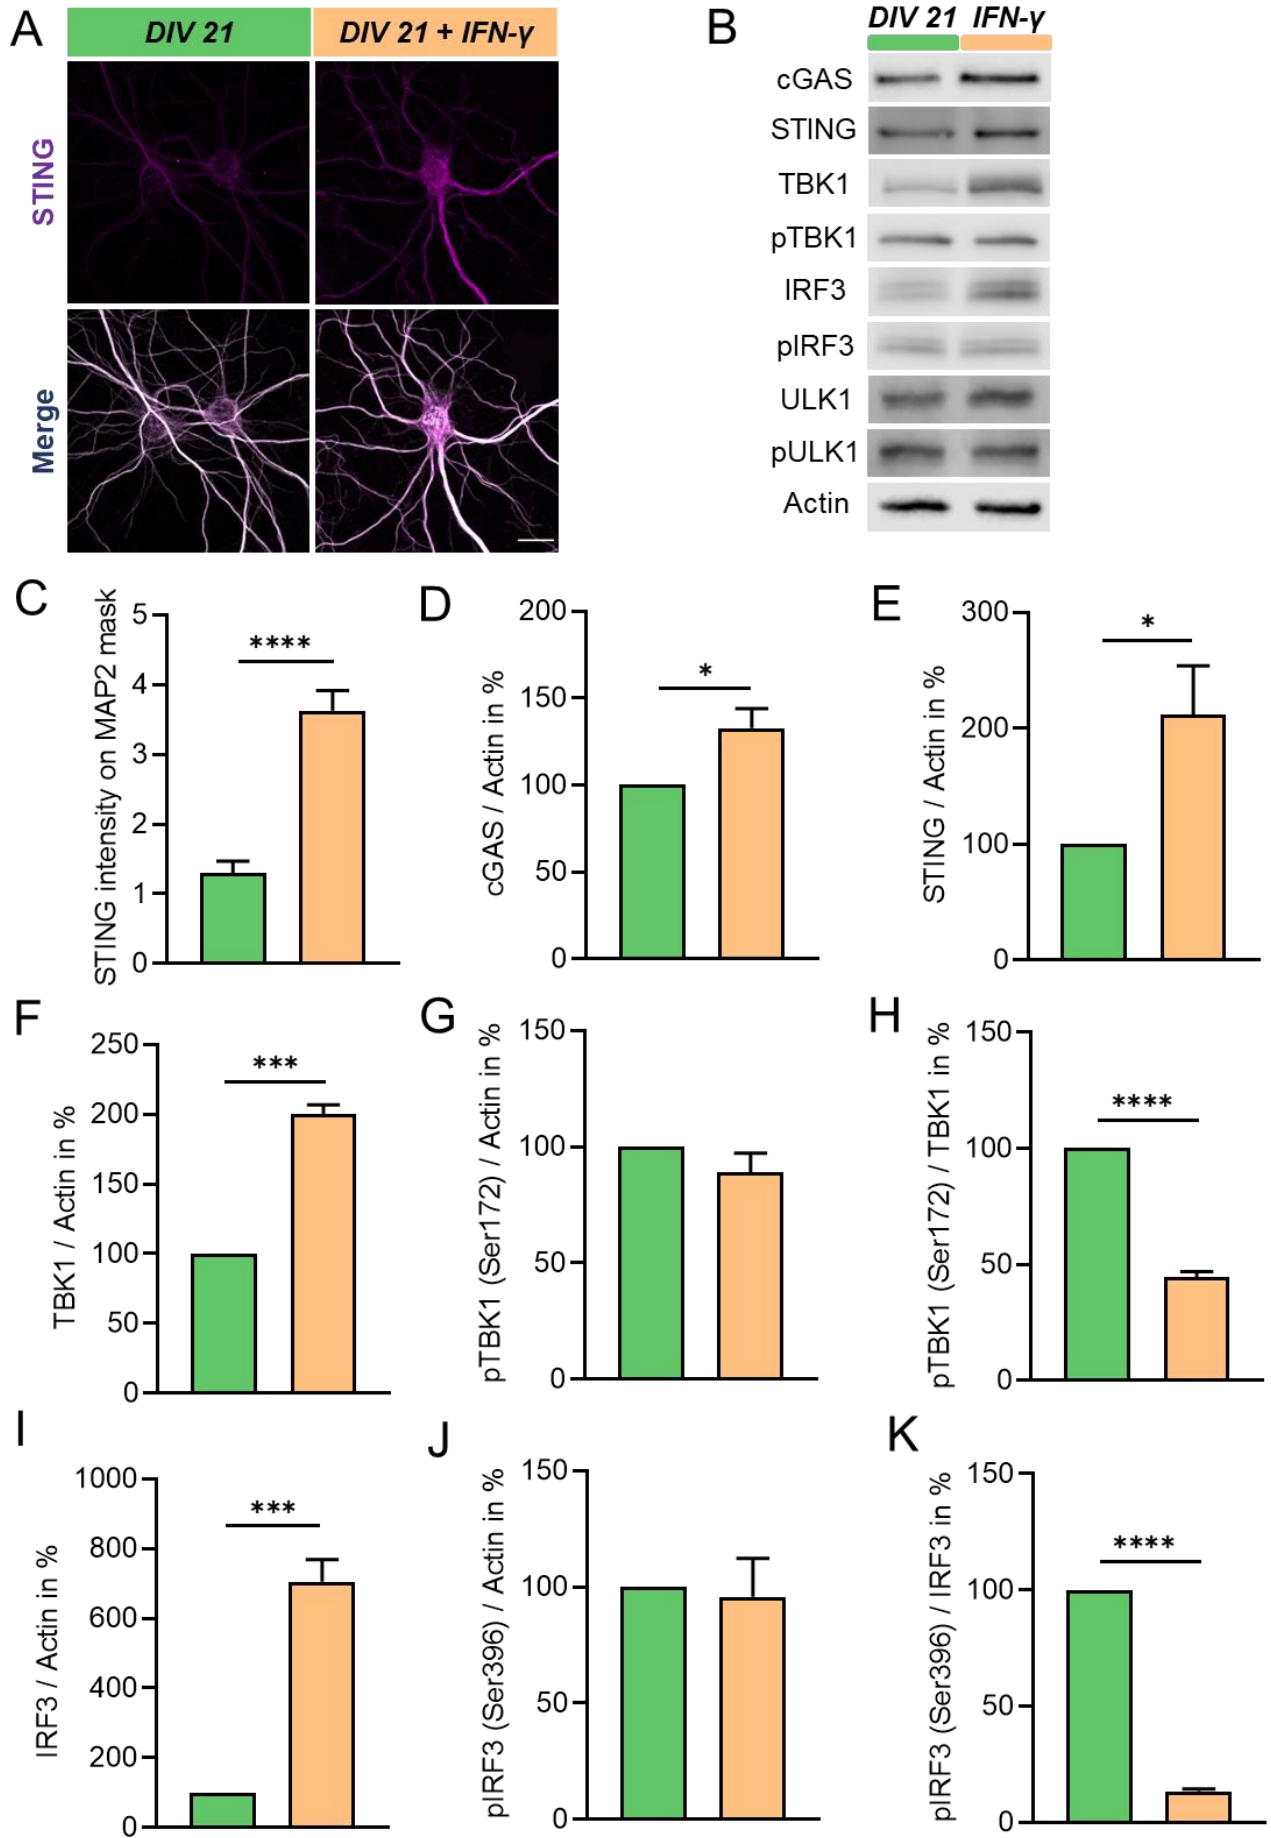 A
DIV 21
DIV 21 + IFN-γ
STING
Merge
B
DIV 21
IFN-γ
cGAS
STING
TBK1
pTBK1
IRF3
pIRF3
ULK1
pULK1
Actin
C
STING intensity on MAP2 mask
5
4
3
2
1
0
****
D
cGAS / Actin in %
200
150
100
50
0
*
E
STING / Actin in %
300
200
100
0
*
F
TBK1 / Actin in %
250
200
150
100
50
0
***
G
pTBK1 (Ser172) / Actin in %
150
100
50
0
H
pTBK1 (Ser172) / TBK1 in %
150
100
50
0
****
I
IRF3 / Actin in %
1000
800
600
400
200
0
***
J
pIRF3 (Ser396) / Actin in %
150
100
50
0
K
pIRF3 (Ser396) / IRF3 in %
150
100
50
0
****